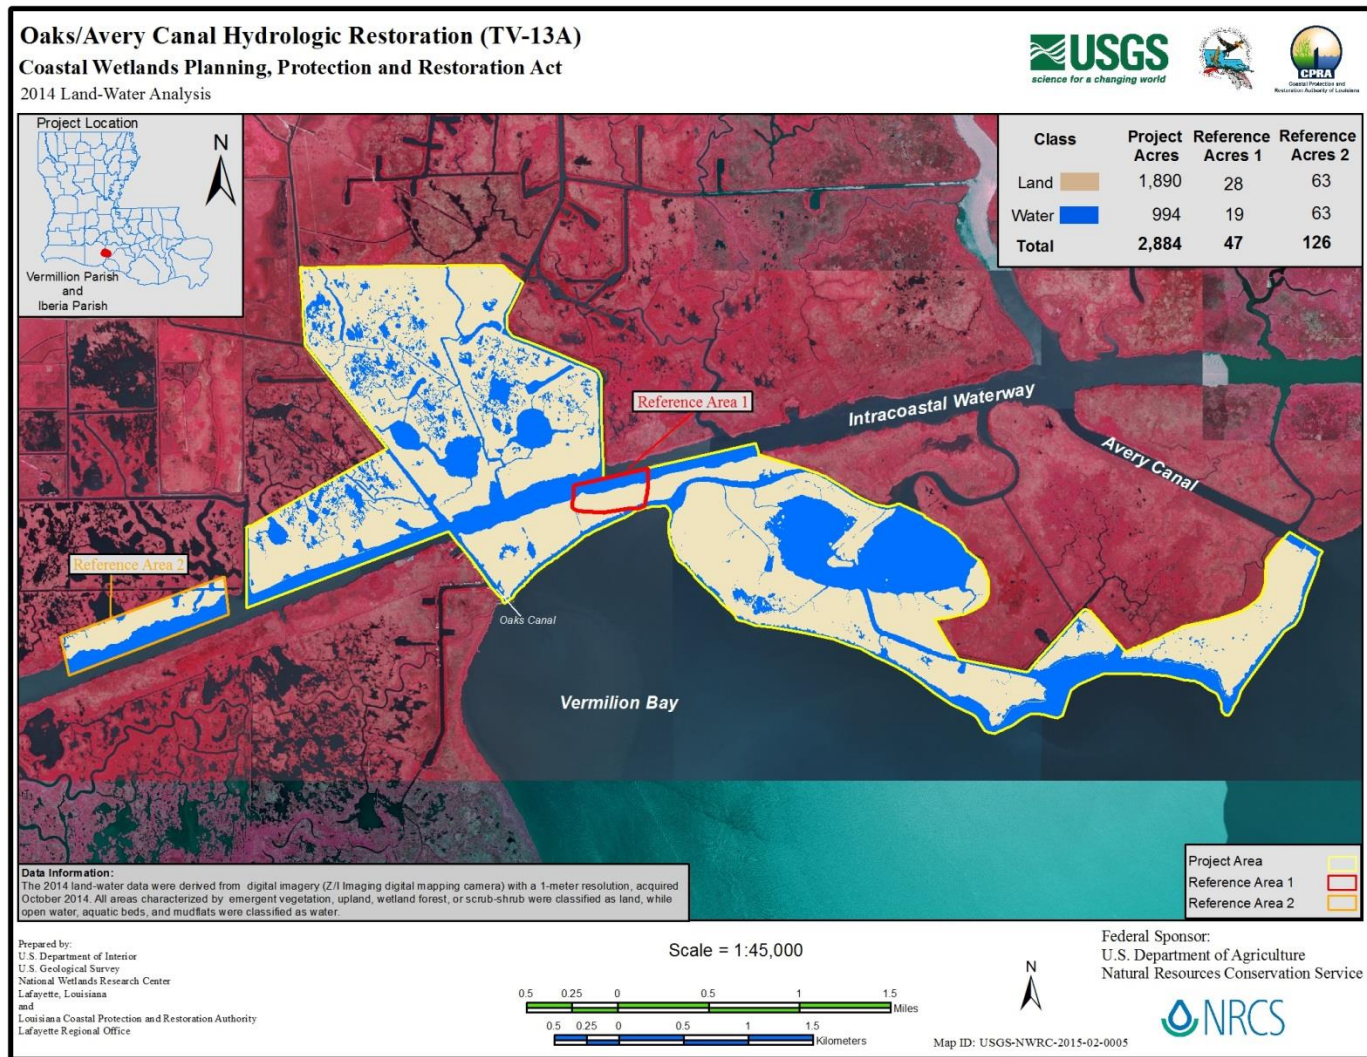 Oaks/Avery Canal Hydrologic Restoration (TV-13A)
Coastal Wetlands Planning, Protection and Restoration Act
2014 Land-Water Analysis
USGS
science for a changing world
CPRA
Coastal Protection and
Restoration Authority of Louisiana
Project Location
N
Vermillion Parish
and
Iberia Parish
Class Project Acres Reference Acres 1 Reference Acres 2
Land 1,890 28 63
Water 994 19 63
Total 2,884 47 126
Reference Area 1
Intracoastal Waterway
Avery Canal
Reference Area 2
Oaks Canal
Vermilion Bay
Data Information:
The 2014 land-water data were derived from digital imagery (Z/I Imaging digital mapping camera) with a 1-meter resolution, acquired
October 2014. All areas characterized by emergent vegetation, upland, wetland forest, or scrub-shrub were classified as land, while
open water, aquatic beds, and mudflats were classified as water.
Project Area
Reference Area 1
Reference Area 2
Prepared by:
U.S. Department of Interior
U.S. Geological Survey
National Wetlands Research Center
Lafayette, Louisiana
and
Louisiana Coastal Protection and Restoration Authority
Lafayette Regional Office
Scale = 1:45,000
0.5 0.25 0 0.5 1 1.5
Miles
0.5 0.25 0 0.5 1 1.5
Kilometers
N
Map ID: USGS-NWRC-2015-02-0005
Federal Sponsor:
U.S. Department of Agriculture
Natural Resources Conservation Service
NRCS